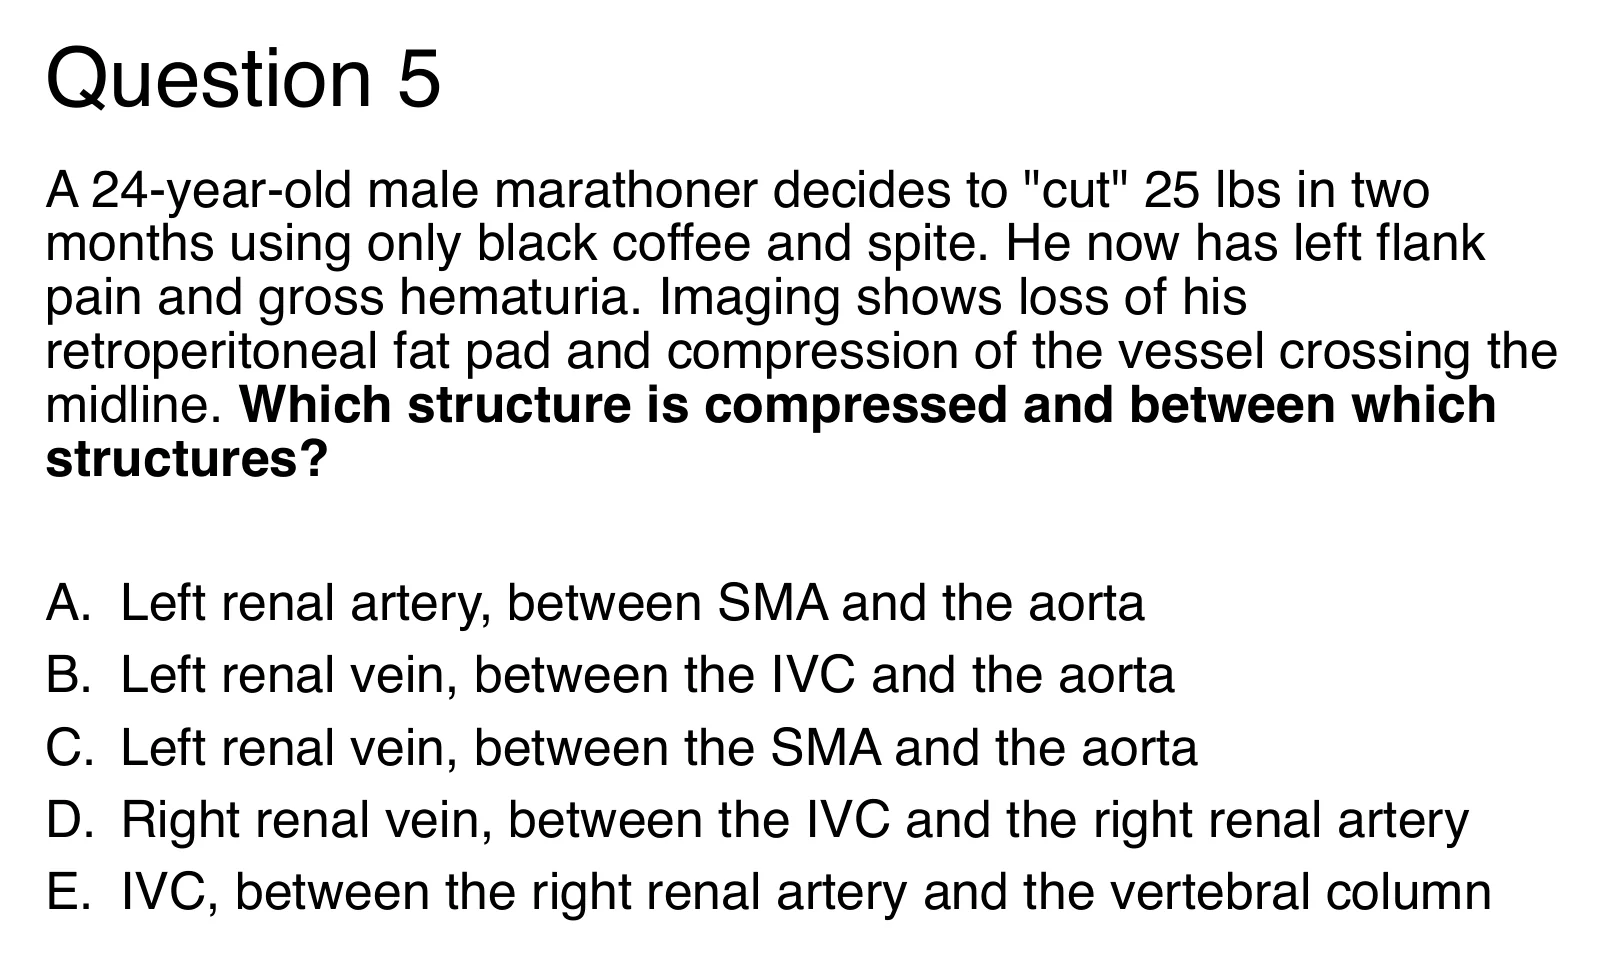 Question 5
A 24-year-old male marathoner decides to "cut" 25 lbs in two
months using only black coffee and spite. He now has left flank
pain and gross hematuria. Imaging shows loss of his
retroperitoneal fat pad and compression of the vessel crossing the
midline. Which structure is compressed and between which
structures?
A. Left renal artery, between SMA and the aorta
B. Left renal vein, between the IVC and the aorta
C. Left renal vein, between the SMA and the aorta
D. Right renal vein, between the IVC and the right renal artery
E. IVC, between the right renal artery and the vertebral column